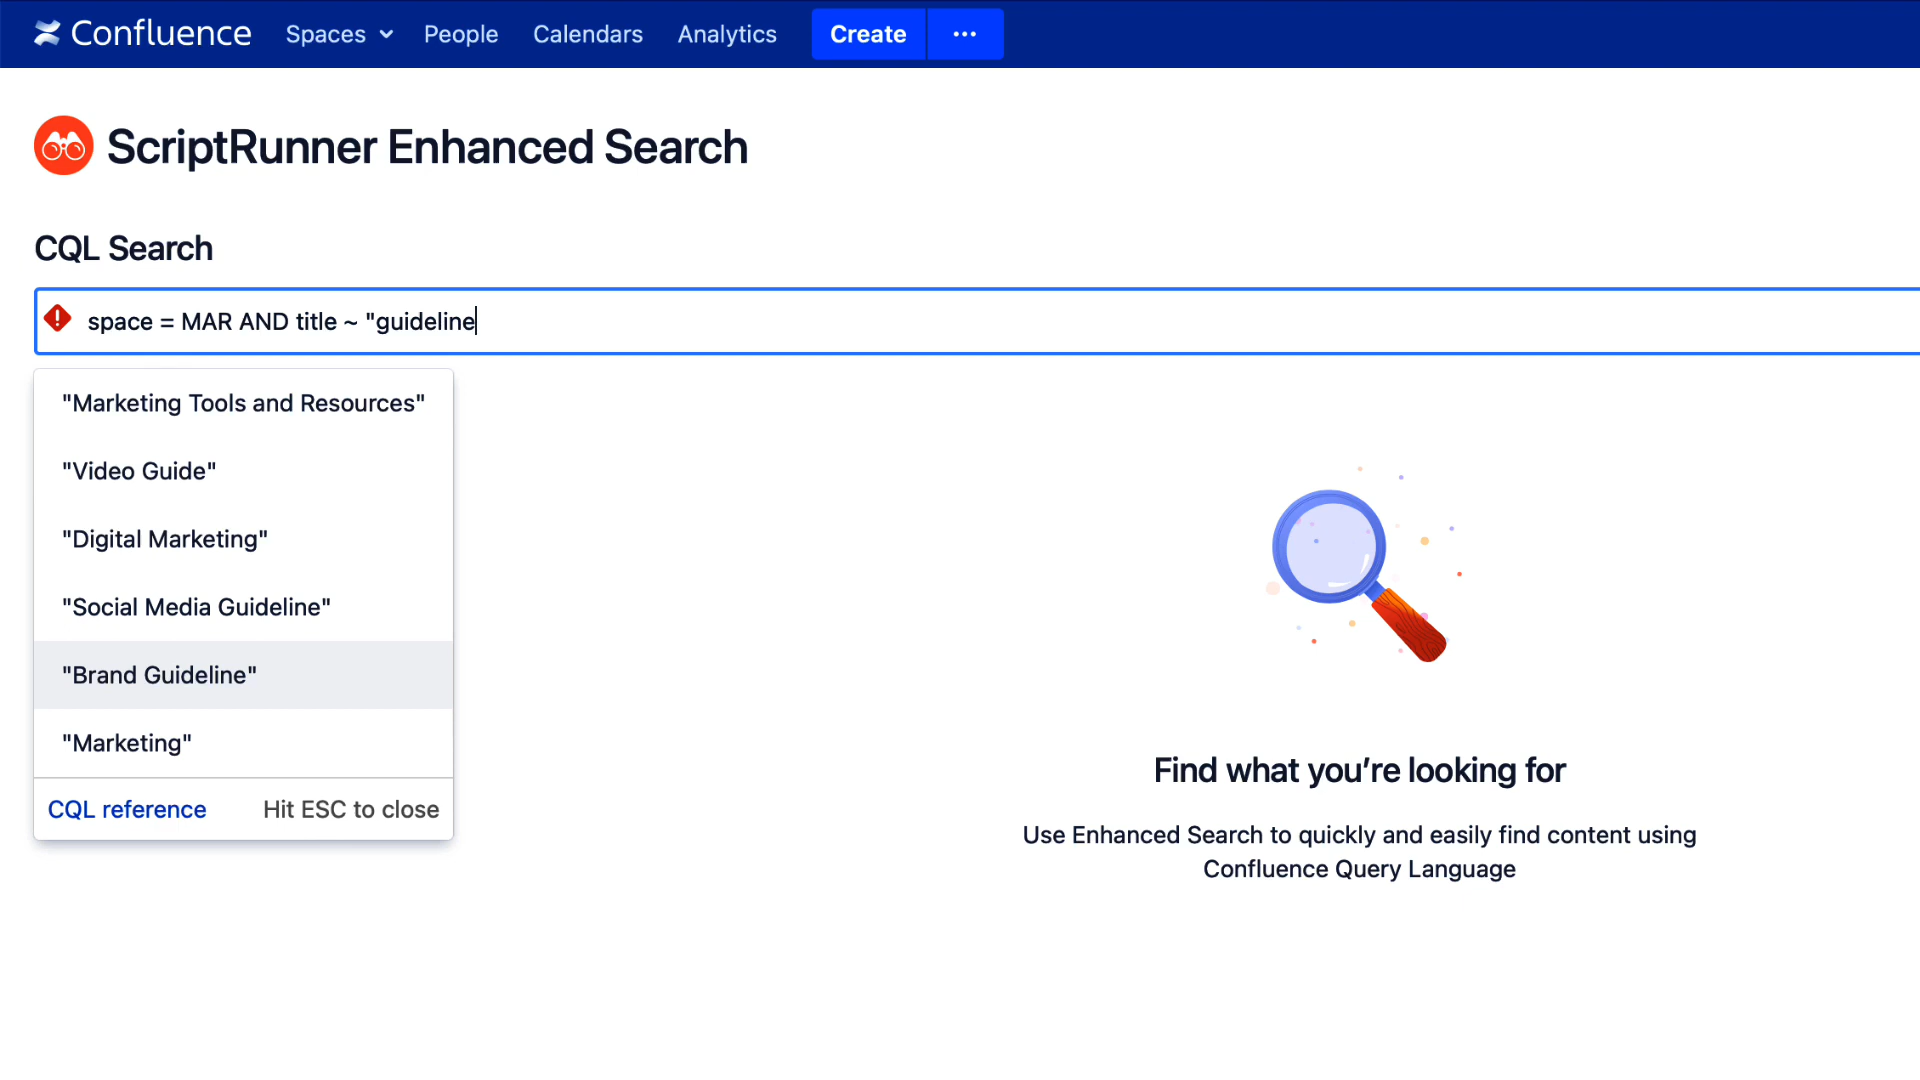 Confluence Spaces People Calendars Analytics Create ...
ScriptRunner Enhanced Search
CQL Search
space = MAR AND title ~ "guideline
"Marketing Tools and Resources"
"Video Guide"
"Digital Marketing"
"Social Media Guideline"
"Brand Guideline"
"Marketing"
CQL reference Hit ESC to close
Find what you’re looking for
Use Enhanced Search to quickly and easily find content using
Confluence Query Language